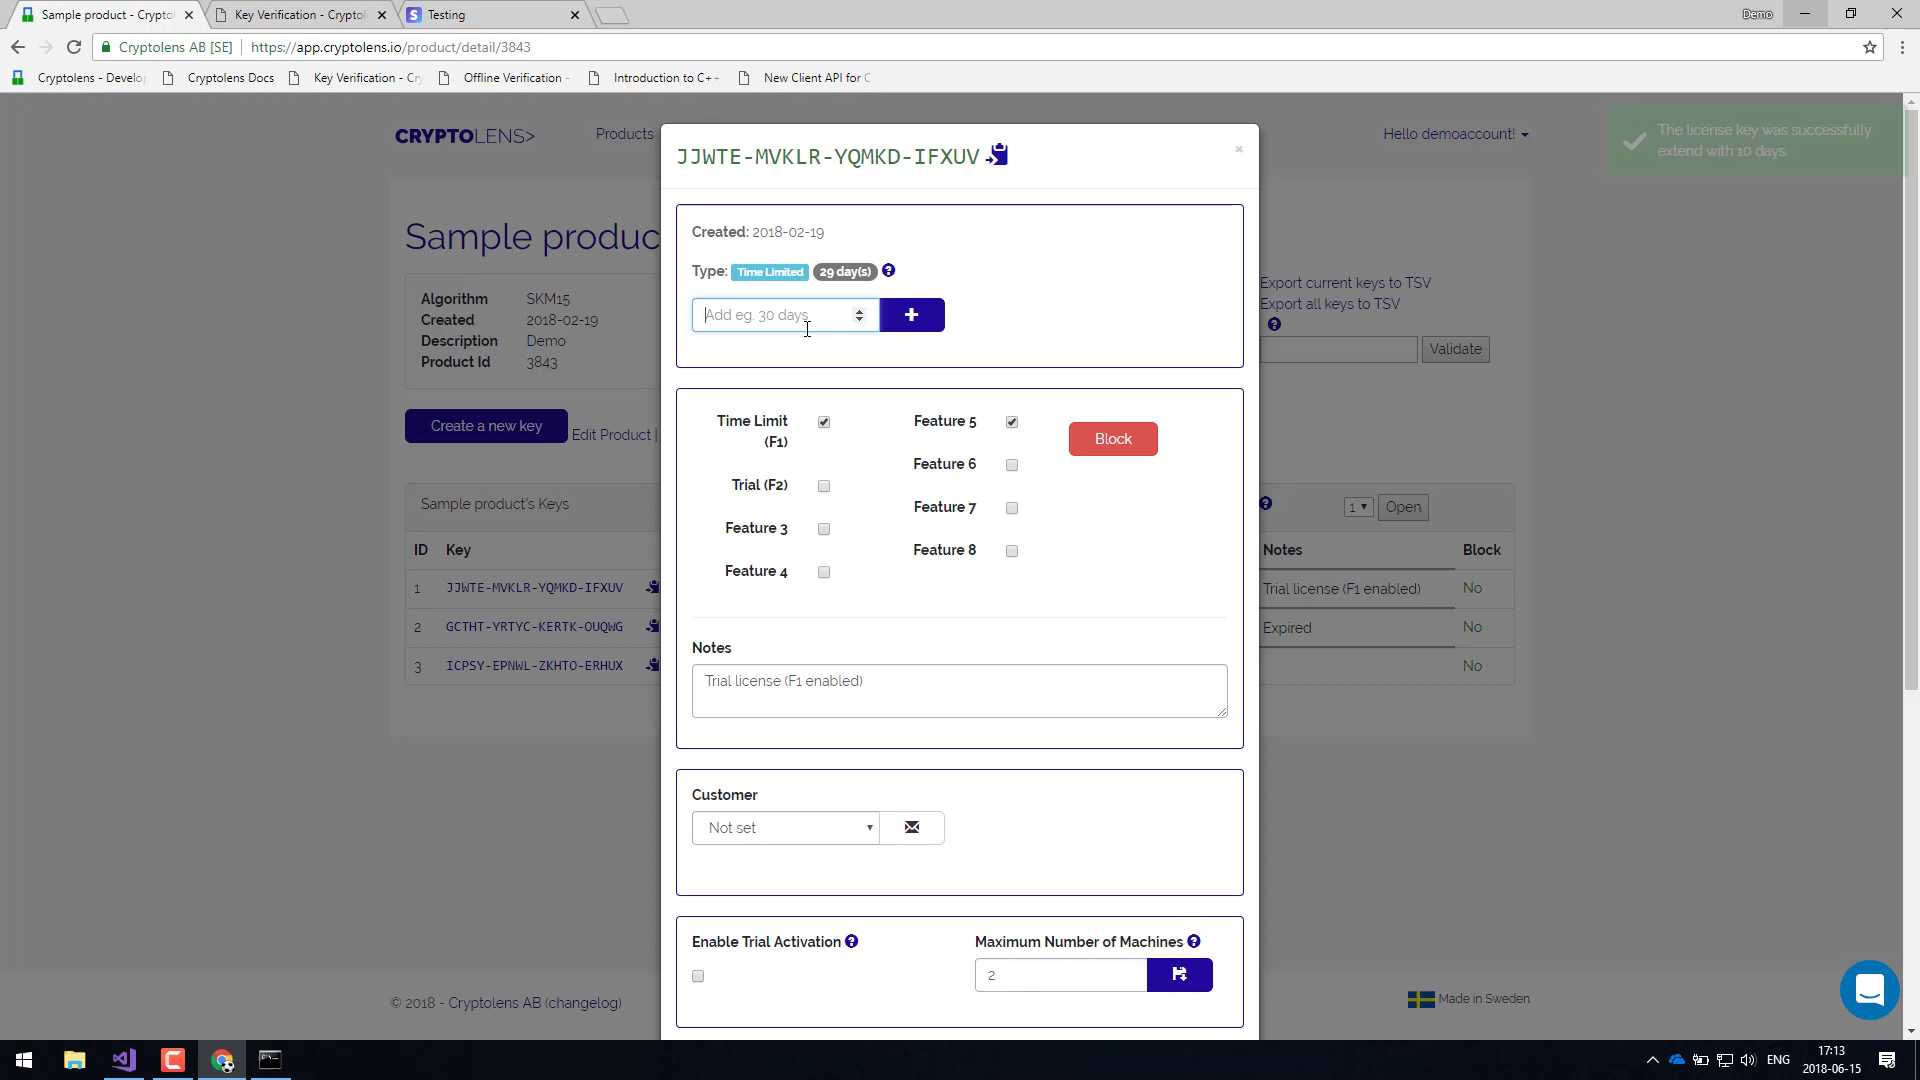 Sample product - Cryptol
Key Verification - Cryptol
Testing
Demo
Cryptolens AB [SE]
https://app.cryptolens.io/product/detail/3843
Cryptolens - Develo
Cryptolens Docs
Key Verification - Cr
Offline Verification -
Introduction to C++
New Client API for C
CRYPTOLENS>
Products
Hello demoaccount!
The license key was successfully
extend with 10 days.
JJWTE-MVKLR-YQMKD-IFXUV
×
Created: 2018-02-19
Type: Time Limited 29 day(s) ?
Add eg. 30 days
+
Sample produc
Algorithm SKM15
Created 2018-02-19
Description Demo
Product Id 3843
Export current keys to TSV
Export all keys to TSV
?
Validate
Create a new key
Edit Product |
Time Limit
(F1)
Trial (F2)
Feature 3
Feature 4
Feature 5
Feature 6
Feature 7
Feature 8
Block
Sample product's Keys
?
1
Open
ID Key Notes Block
1 JJWTE-MVKLR-YQMKD-IFXUV Trial license (F1 enabled) No
2 GCTHT-YRTYC-KERTK-OUQWG Expired No
3 ICPSY-EPNWL-ZKHTO-ERHUX No
Notes
Trial license (F1 enabled)
Customer
Not set
Enable Trial Activation ?
Maximum Number of Machines ?
2
© 2018 - Cryptolens AB (changelog)
Made in Sweden
ENG
17:13
2018-06-15